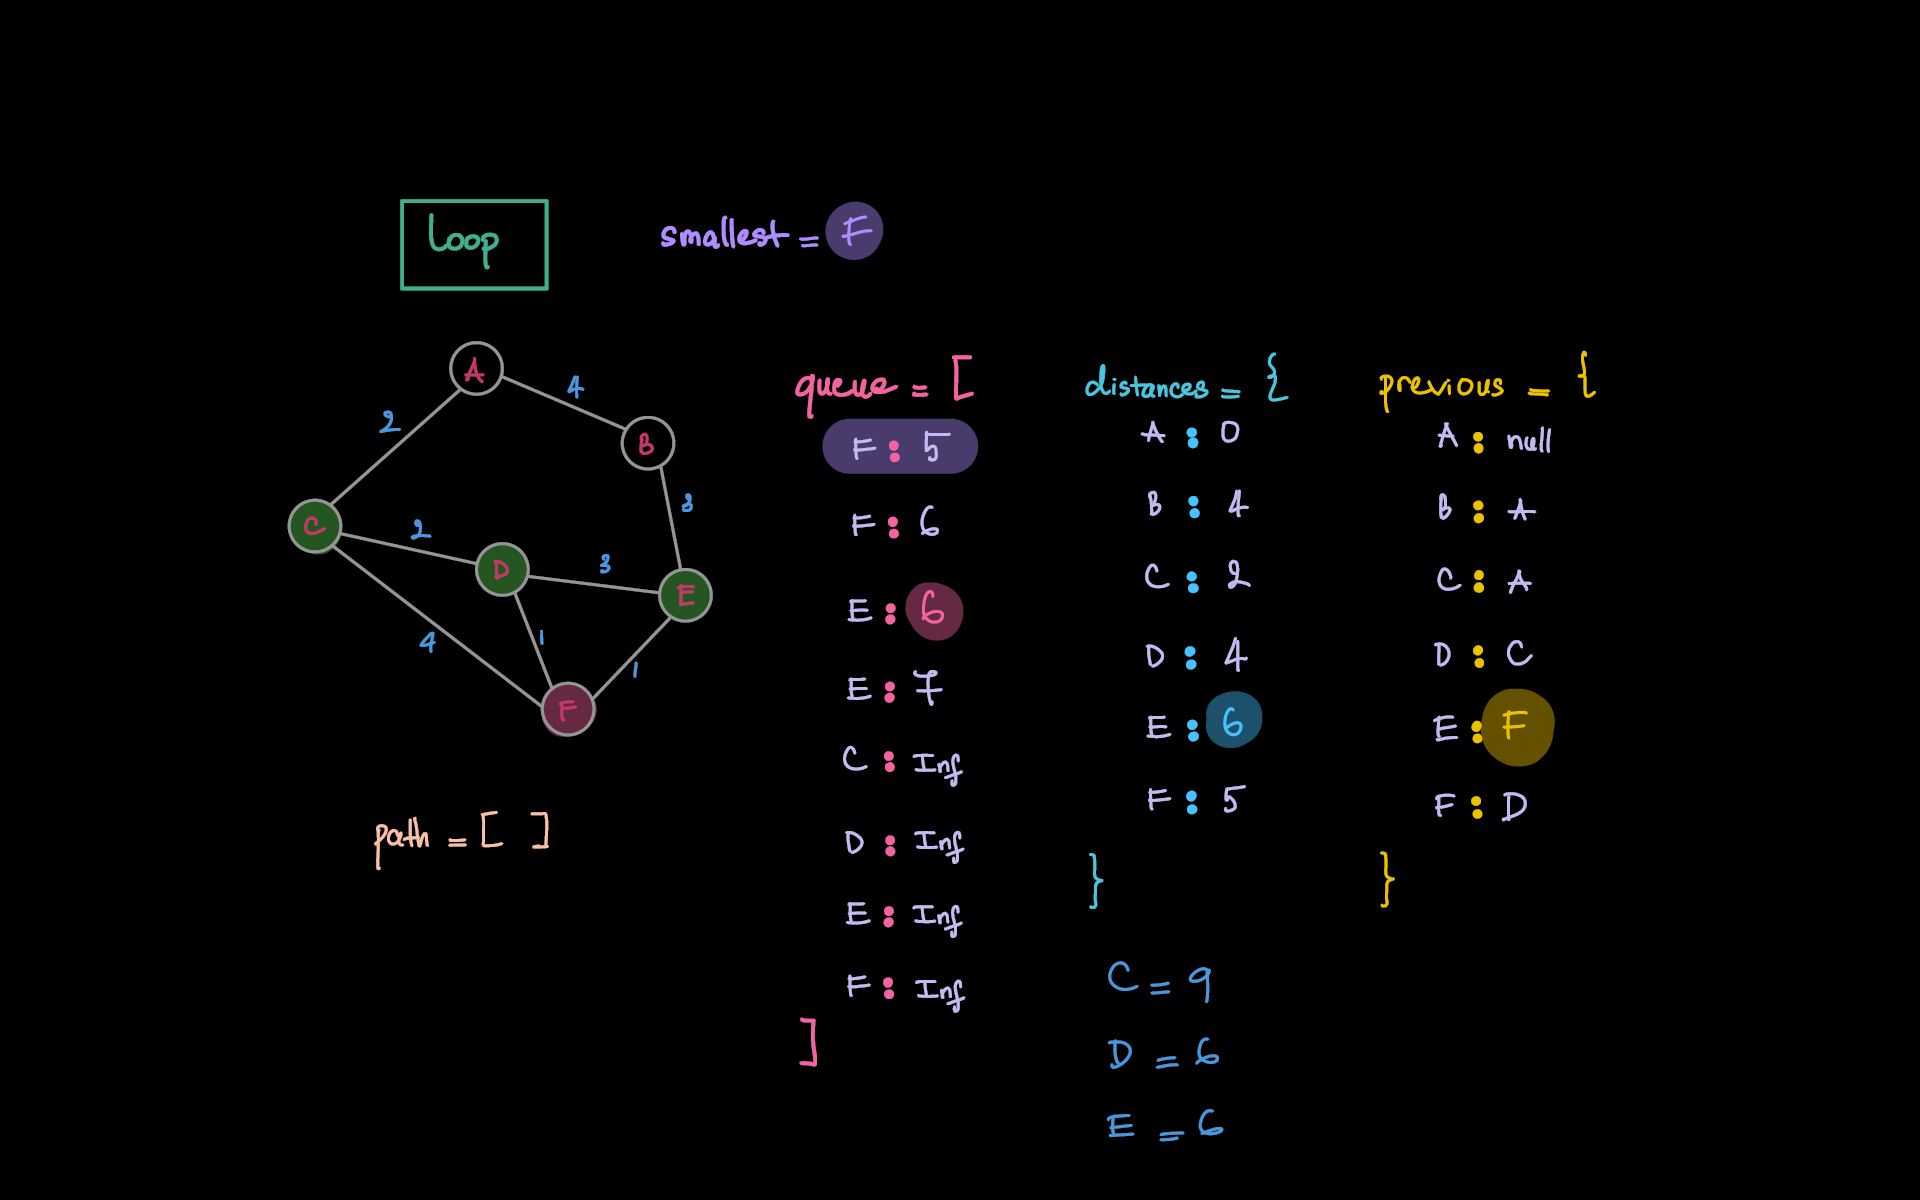 Loop
smallest = F
A
4
2
B
3
C
2
D
3
E
4
1
1
F
path = [ ]
queue = [
F : 5
F : 6
E : 6
E : 7
C : Inf
D : Inf
E : Inf
F : Inf
]
distances = {
A : 0
B : 4
C : 2
D : 4
E : 6
F : 5
}
C = 9
D = 6
E = 6
previous = {
A : null
B : A
C : A
D : C
E : F
F : D
}